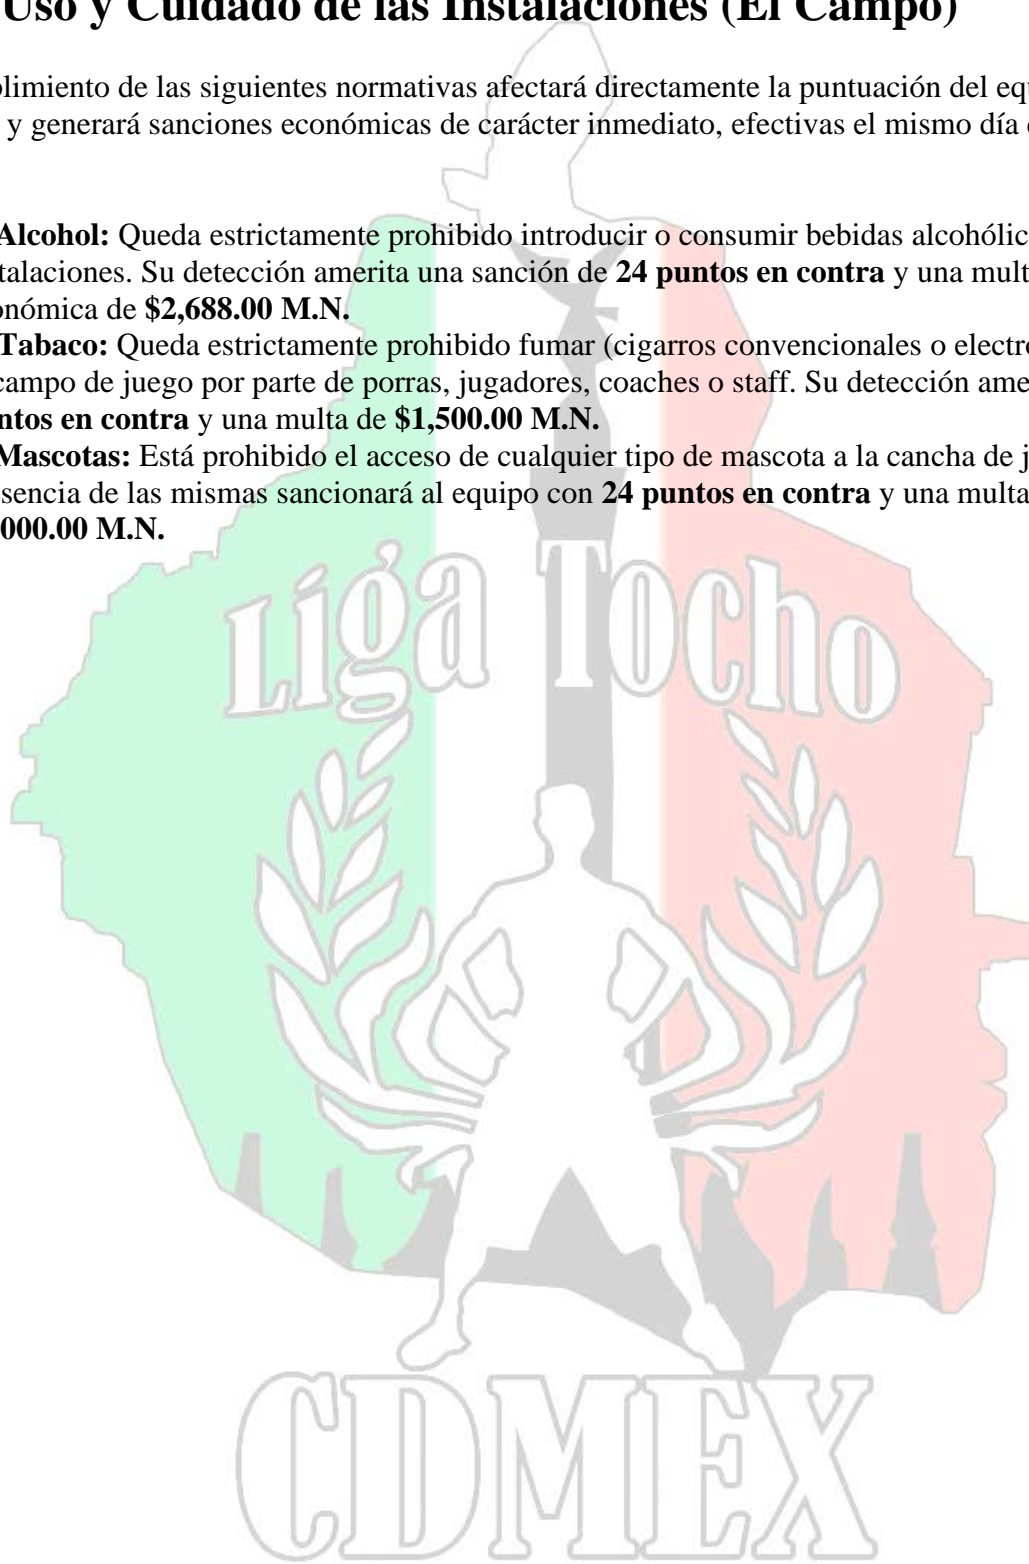 Uso y Cuidado de las Instalaciones (El Campo)
plimiento de las siguientes normativas afectará directamente la puntuación del equ
y generará sanciones económicas de carácter inmediato, efectivas el mismo día
Alcohol: Queda estrictamente prohibido introducir o consumir bebidas alcohólic
talaciones. Su detección amerita una sanción de 24 puntos en contra y una mult
onómica de $2,688.00 M.N.
Tabaco: Queda estrictamente prohibido fumar (cigarros convencionales o electró
campo de juego por parte de porras, jugadores, coaches o staff. Su detección ame
ntos en contra y una multa de $1,500.00 M.N.
Mascotas: Está prohibido el acceso de cualquier tipo de mascota a la cancha de j
esencia de las mismas sancionará al equipo con 24 puntos en contra y una multa
000.00 M.N.
Liga Tocho
CDMEX